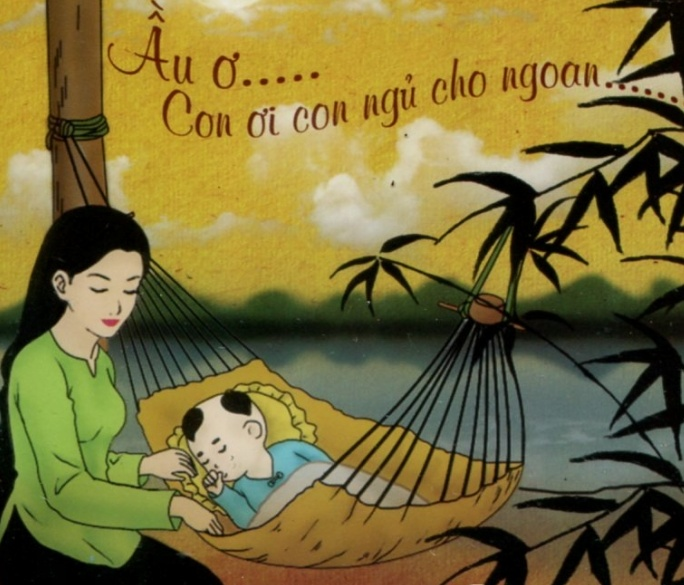 Ầu ơ.....
Con ơi con ngủ cho ngoan.......